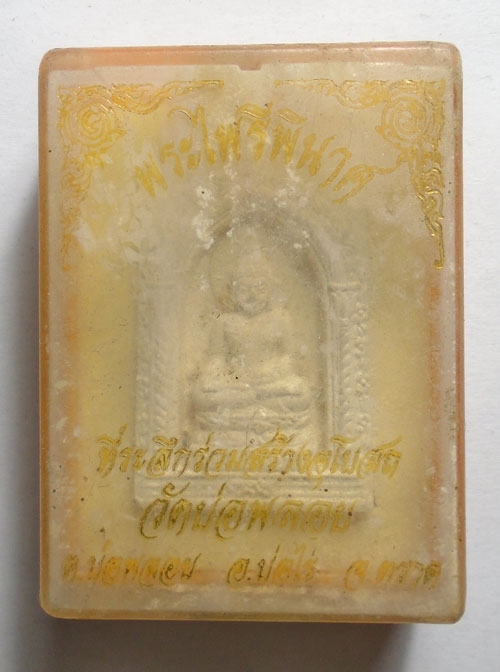 พระไพรีพินาศ
ที่ระลึกร่วมสร้างอุโบสถ
วัดบ่อพลอย
ต.บ่อพลอย อ.บ่อไร่ จ.ตราด